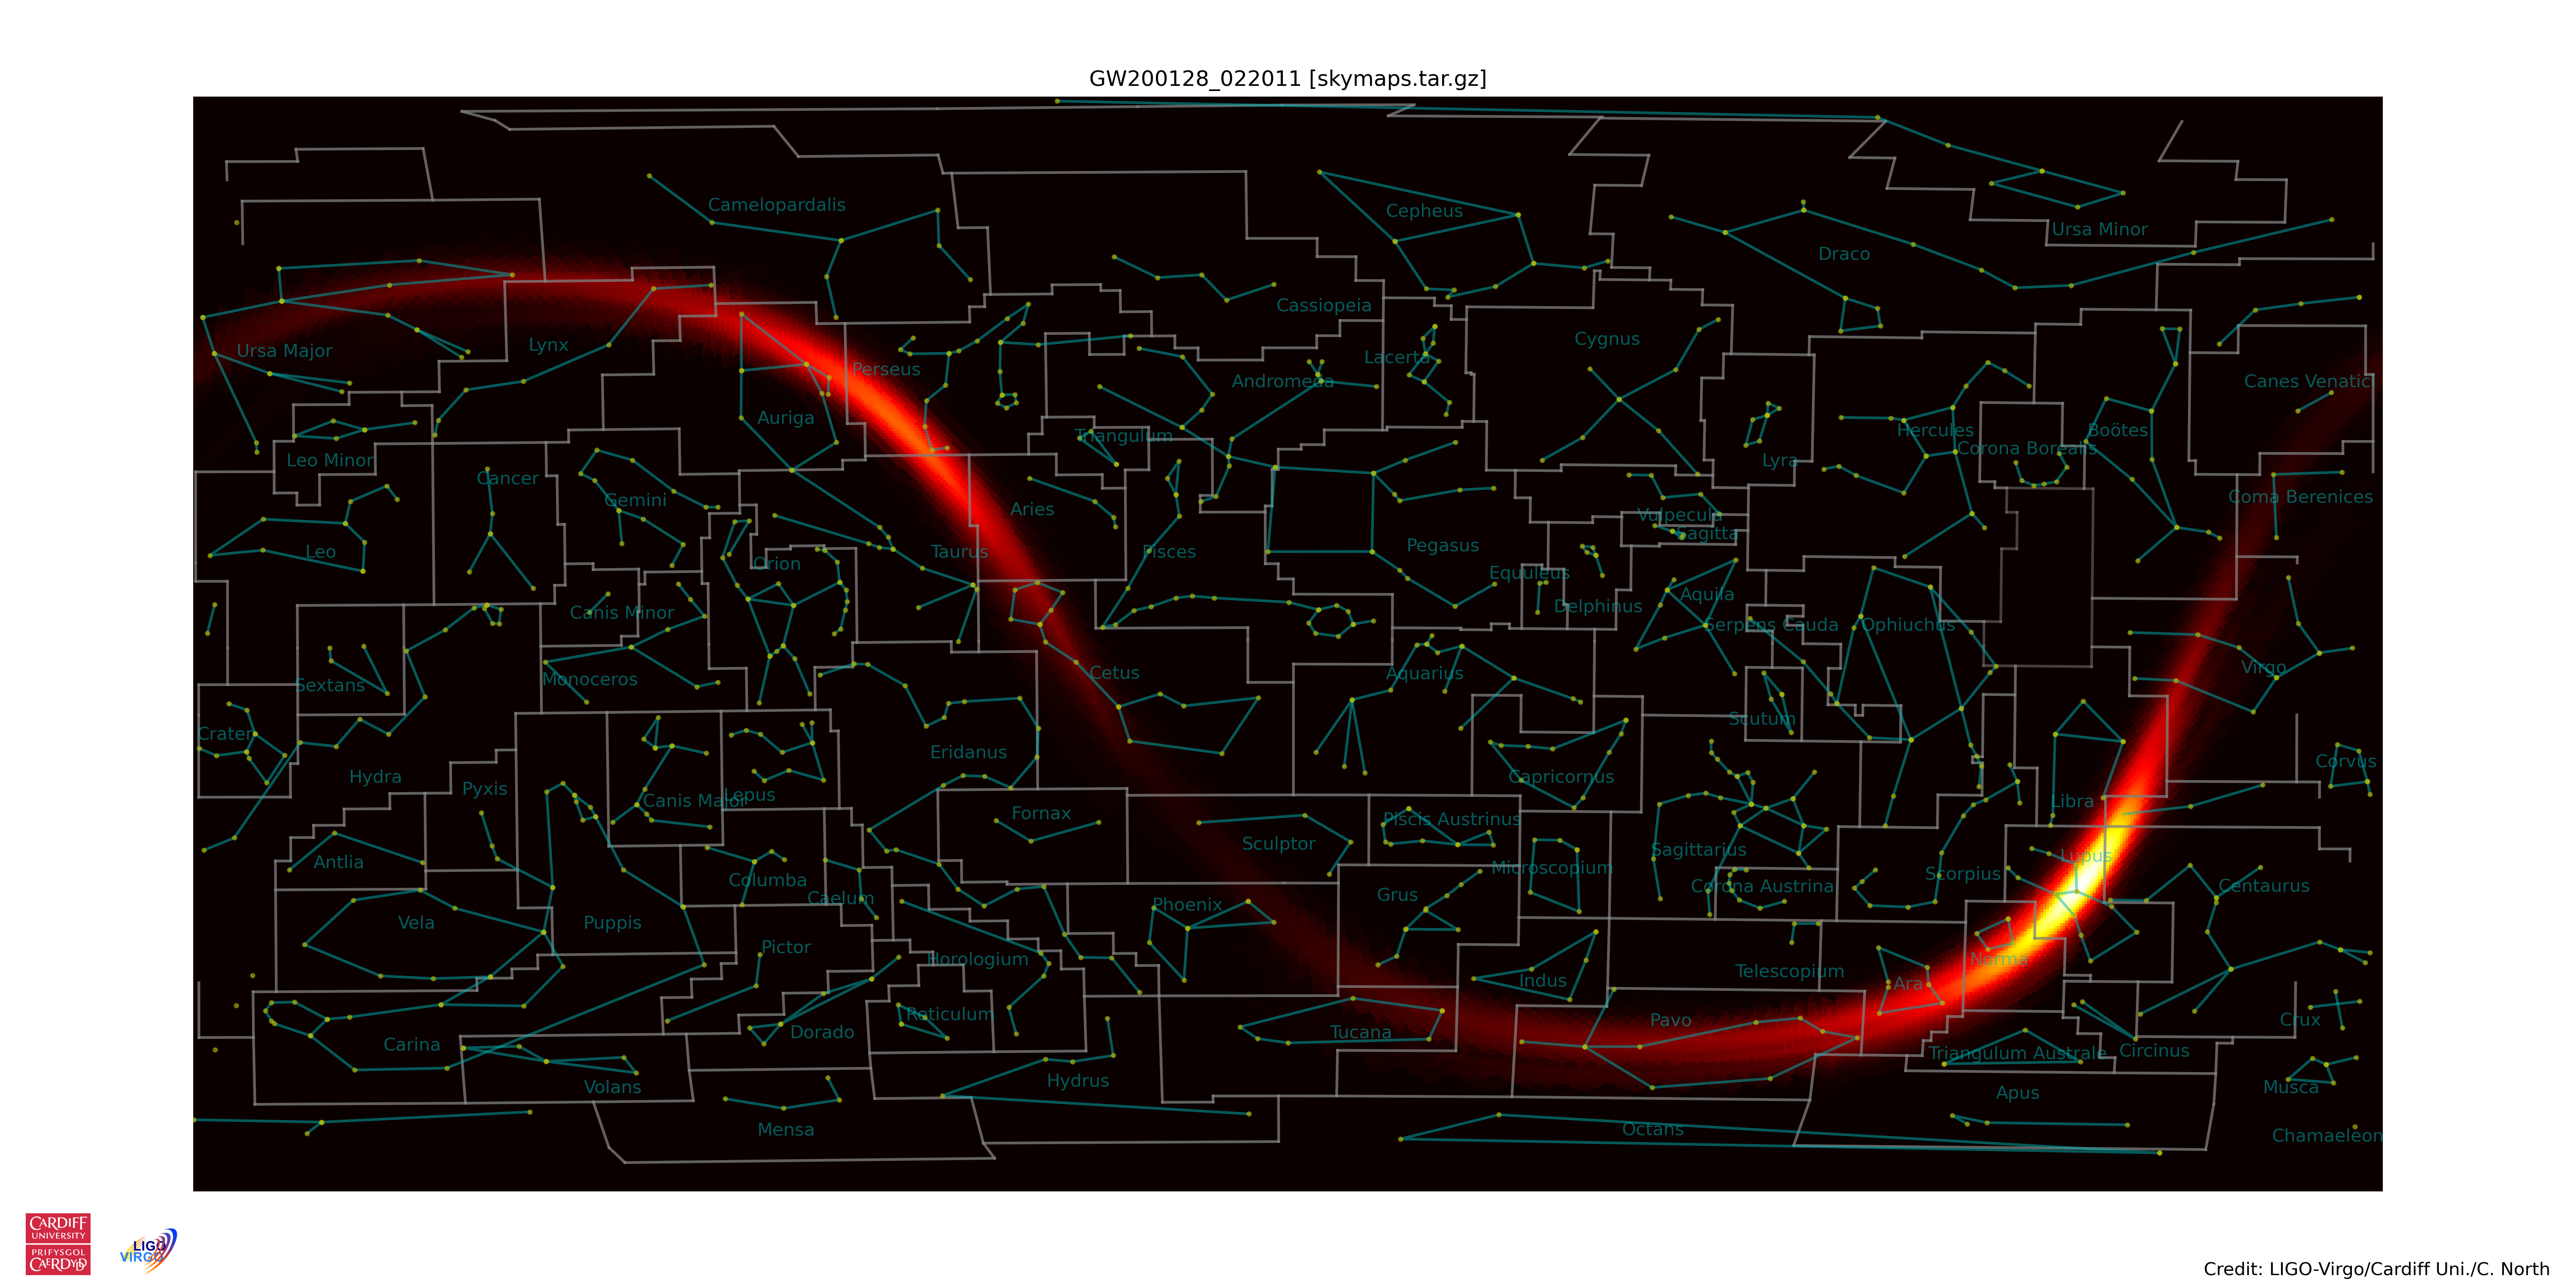 GW200128_022011 [skymaps.tar.gz]
Camelopardalis
Cepheus
Ursa Minor
Draco
Cassiopeia
Cygnus
Ursa Major
Lynx
Perseus
Lacerta
Andromeda
Canes Venatic
Auriga
Triangulum
Hercules
Boötes
Corona Borealis
Leo Minor
Lyra
Cancer
Gemini
Coma Berenices
Aries
Vulpecula
Sagitta
Leo
Taurus
Pisces
Pegasus
Orion
Equuleus
Aquila
Canis Minor
Delphinus
Serpens Cauda
Ophiuchus
Virgo
Cetus
Aquarius
Sextans
Monoceros
Scutum
Crater
Eridanus
Corvus
Hydra
Capricornus
Pyxis
Lepus
Canis Major
Libra
Fornax
Piscis Austrinus
Sculptor
Sagittarius
Lupus
Antlia
Microscopium
Scorpius
Columba
Corona Austrina
Centaurus
Grus
Caelum
Phoenix
Vela
Puppis
Pictor
Horologium
Norma
Telescopium
Indus
Ara
Reticulum
Pavo
Crux
Dorado
Tucana
Carina
Triangulum Australe
Circinus
Hydrus
Volans
Musca
Apus
Mensa
Octans
Chamaeleon
CARDIFF
UNIVERSITY
PRIFYSGOL
CAERDYDD
LIGO
VIRGO
Credit: LIGO-Virgo/Cardiff Uni./C. North